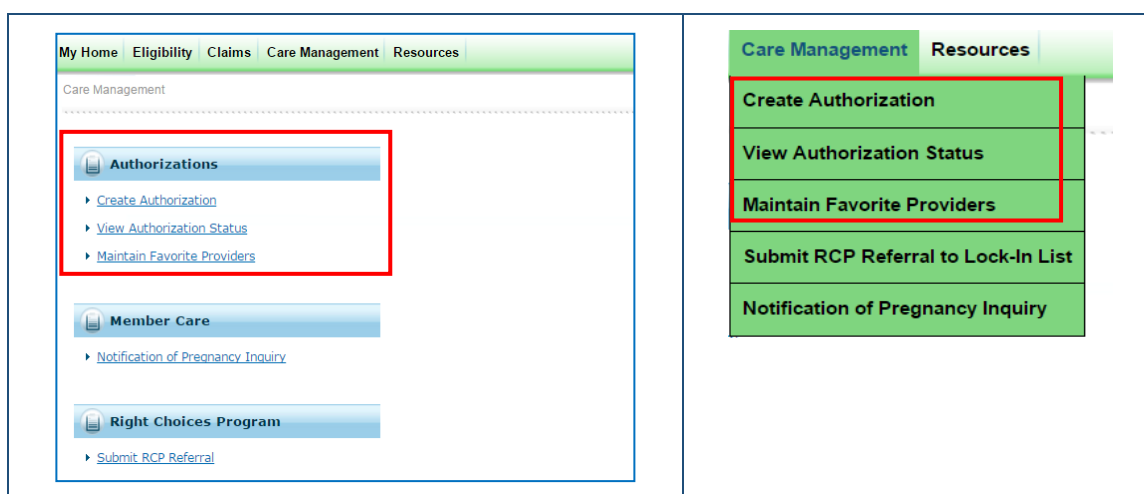 My Home Eligibility Claims Care Management Resources
Care Management
Authorizations
Create Authorization
View Authorization Status
Maintain Favorite Providers
Member Care
Notification of Pregnancy Inquiry
Right Choices Program
Submit RCP Referral
Care Management Resources
Create Authorization
View Authorization Status
Maintain Favorite Providers
Submit RCP Referral to Lock-In List
Notification of Pregnancy Inquiry